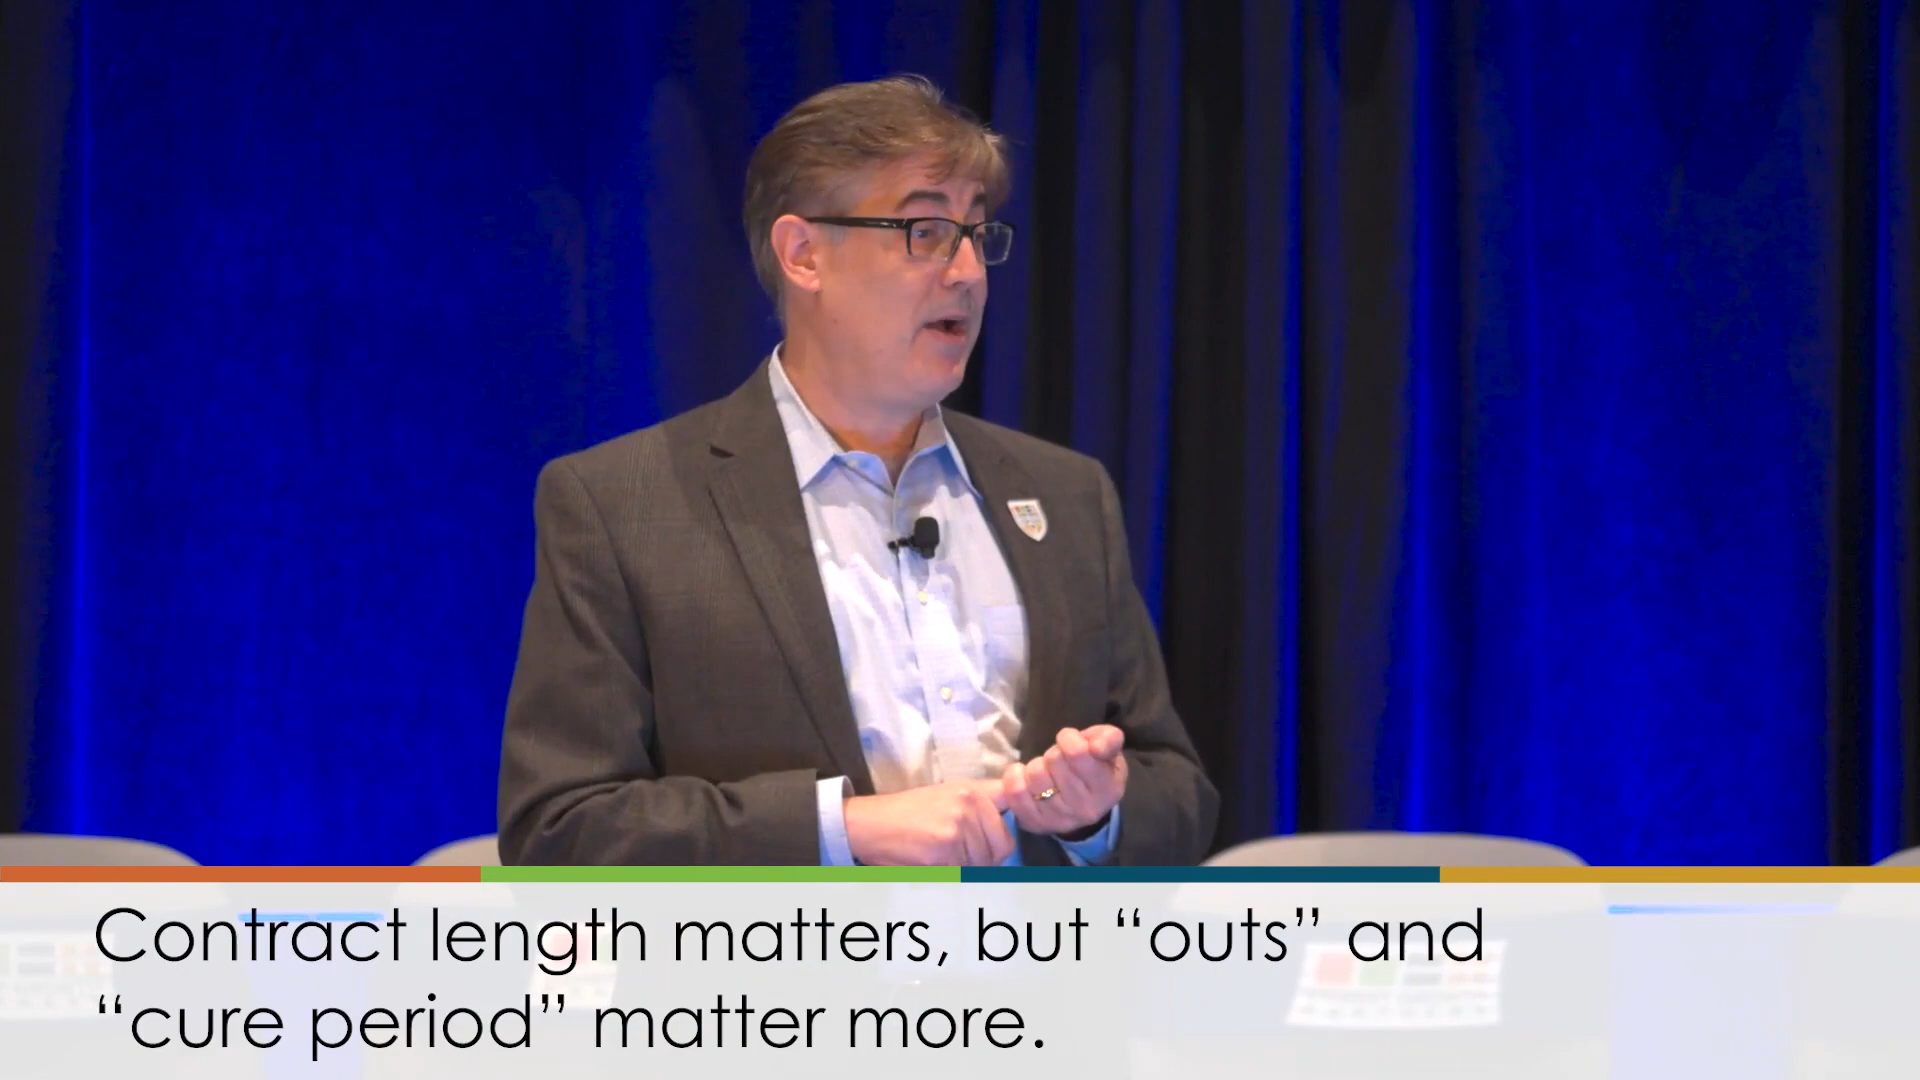 Contract length matters, but “outs” and
“cure period” matter more.